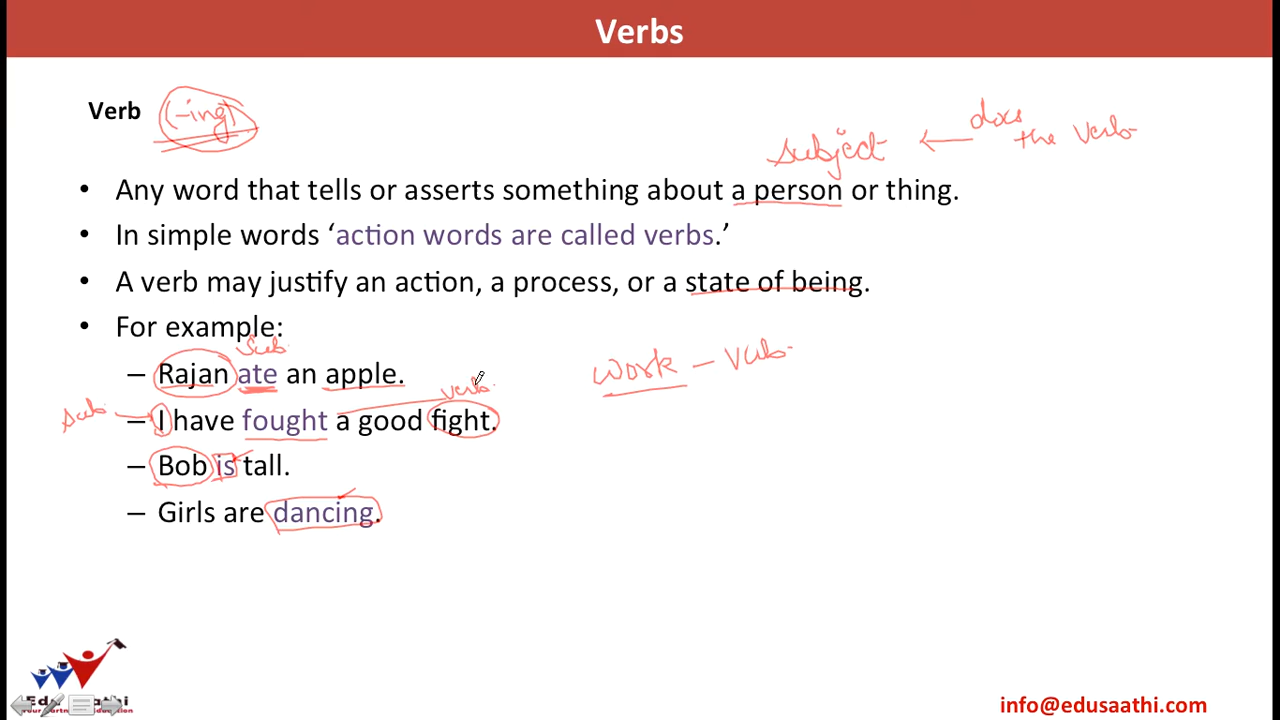 Verbs
Verb (-ing)
subject ← does the verb
• Any word that tells or asserts something about a person or thing.
• In simple words ‘action words are called verbs.’
• A verb may justify an action, a process, or a state of being.
• For example:
Sub
– Rajan ate an apple.
work – verb
verb
Sub
– I have fought a good fight.
– Bob is tall.
– Girls are dancing.
info@edusaathi.com